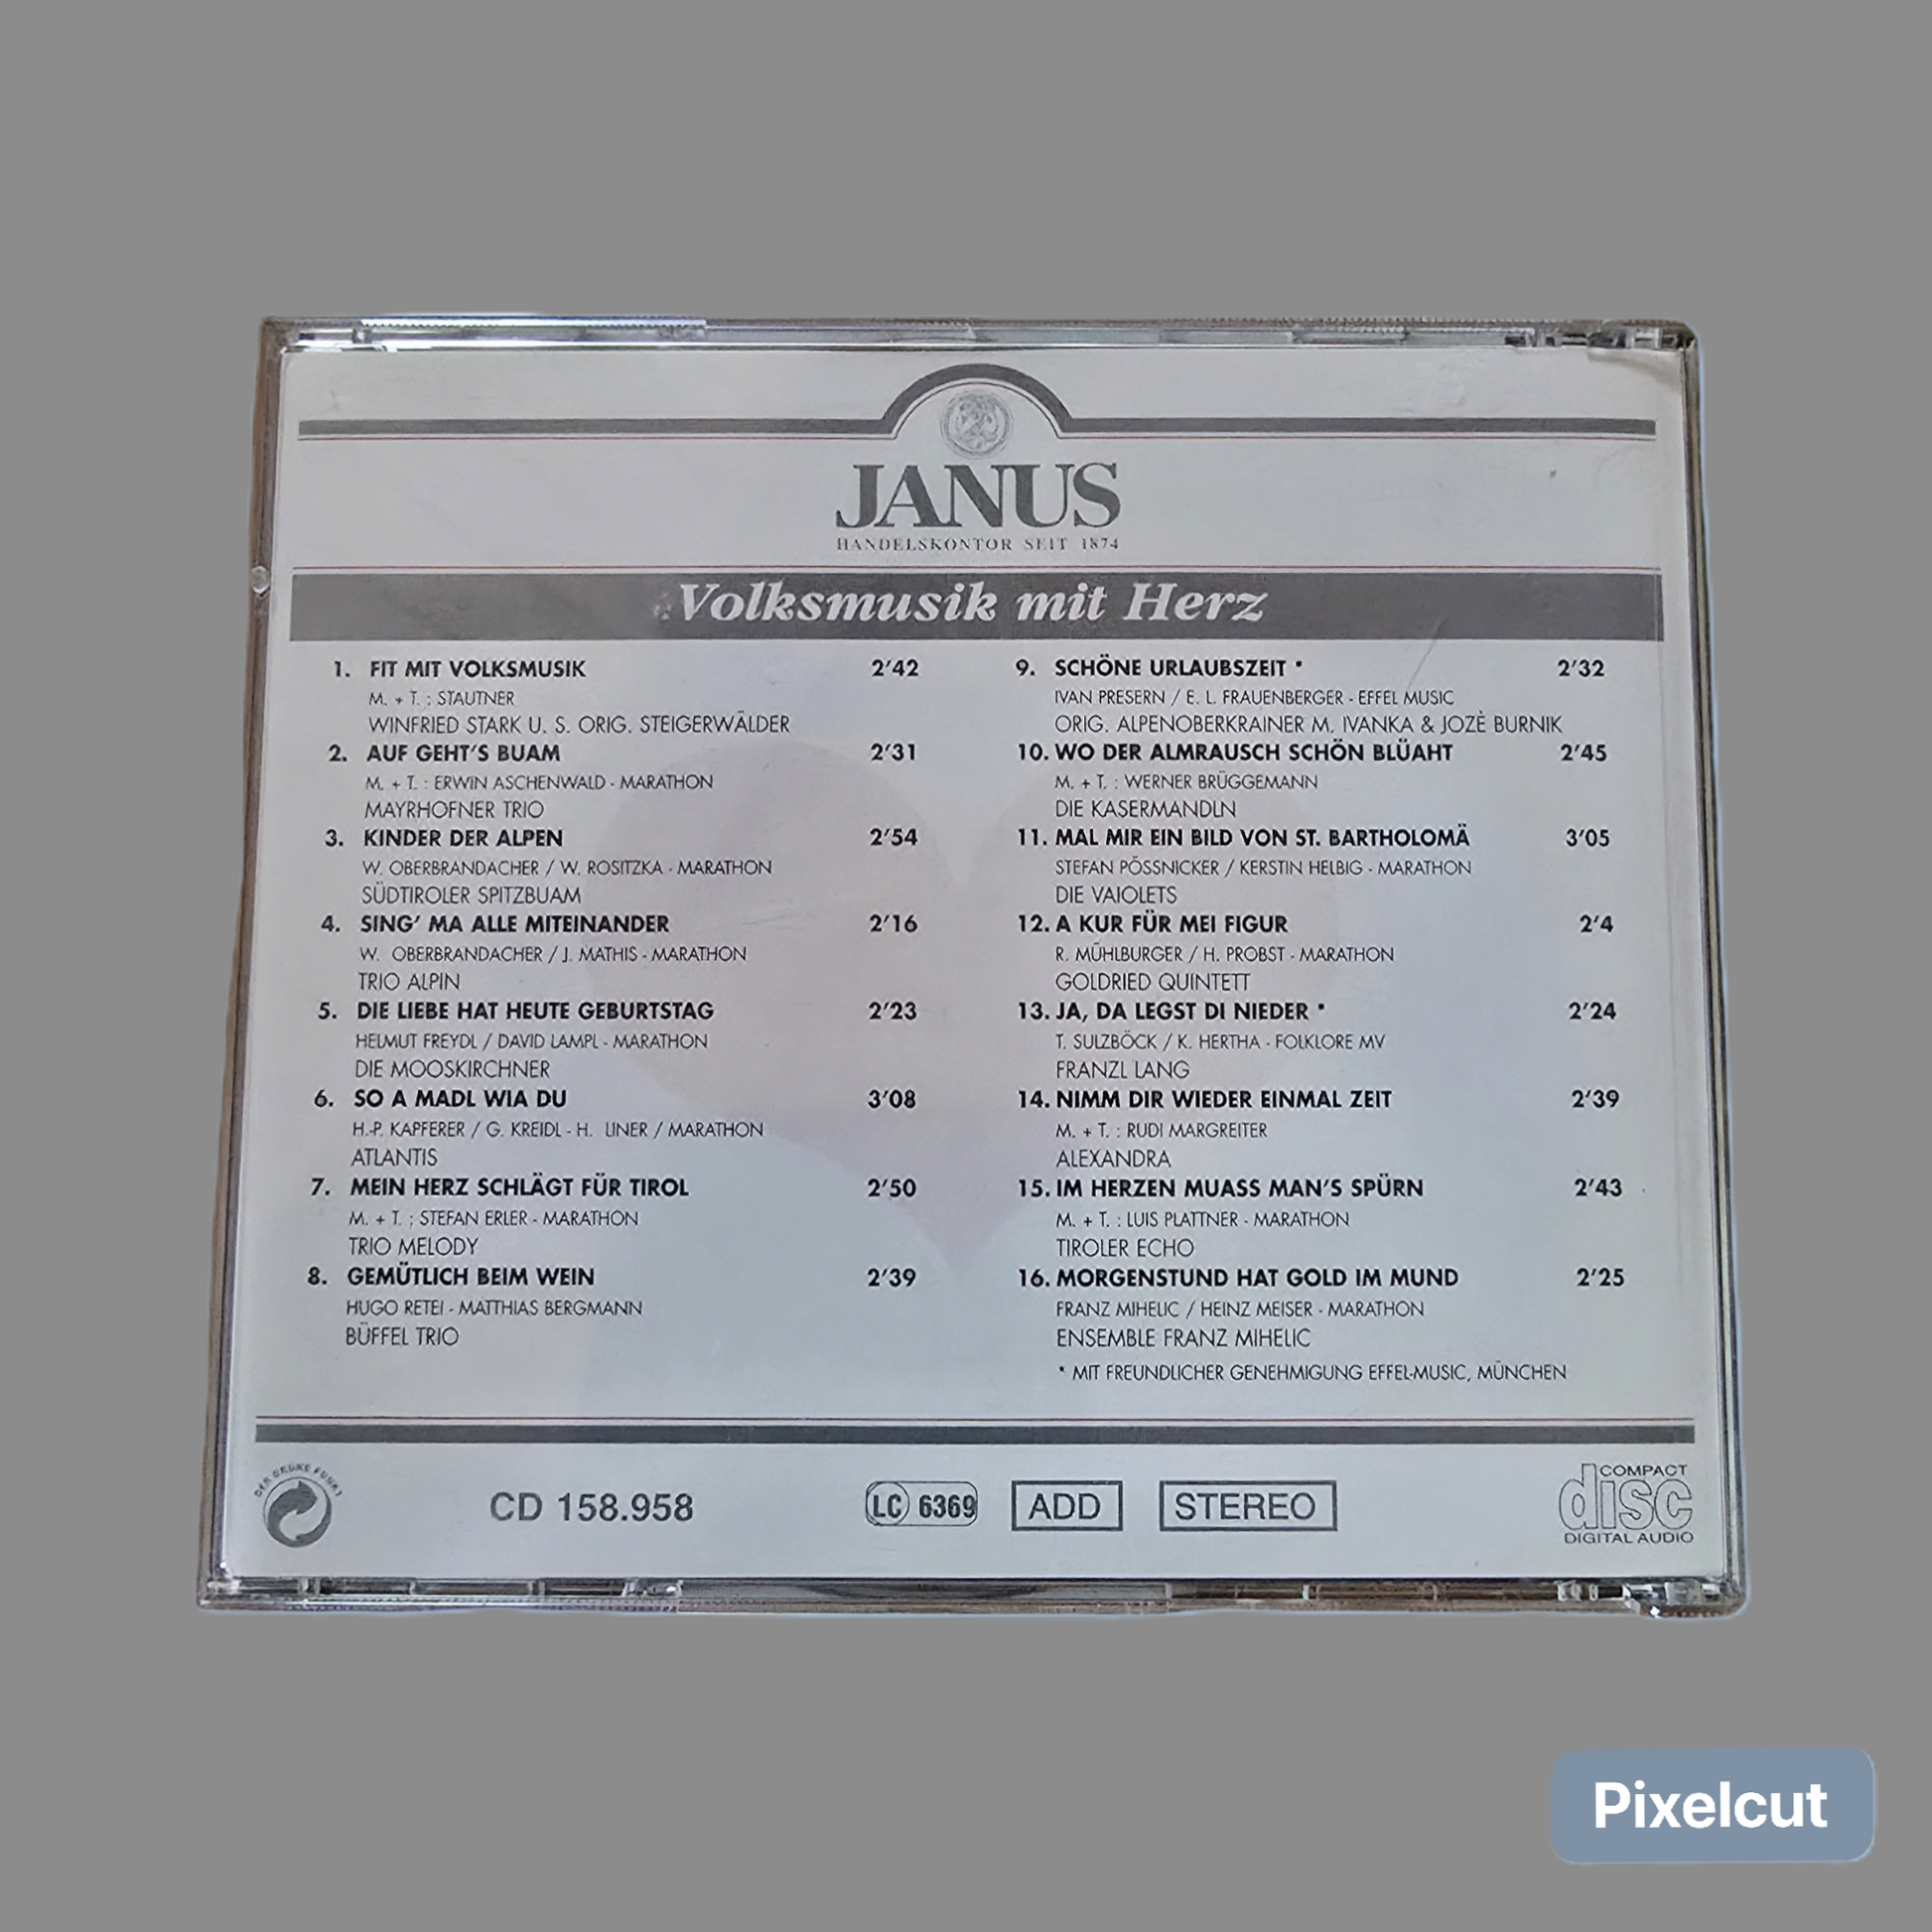 JANUS
HANDELSKONTOR SEIT 1874
Volksmusik mit Herz
1. FIT MIT VOLKSMUSIK 2'42
M. + T. : STAUTNER
WINFRIED STARK U. S. ORIG. STEIGERWÄLDER
2. AUF GEHT'S BUAM 2'31
M. + T. : ERWIN ASCHENWALD - MARATHON
MAYRHOFNER TRIO
3. KINDER DER ALPEN 2'54
W. OBERBRANDACHER / W. ROSITZKA - MARATHON
SÜDTIROLER SPITZBUAM
4. SING' MA ALLE MITEINANDER 2'16
W. OBERBRANDACHER / J. MATHIS - MARATHON
TRIO ALPIN
5. DIE LIEBE HAT HEUTE GEBURTSTAG 2'23
HELMUT FREYDL / DAVID LAMPL - MARATHON
DIE MOOSKIRCHNER
6. SO A MADL WIA DU 3'08
H.-P. KAPFERER / G. KREIDL - H. LINER / MARATHON
ATLANTIS
7. MEIN HERZ SCHLÄGT FÜR TIROL 2'50
M. + T. ; STEFAN ERLER - MARATHON
TRIO MELODY
8. GEMÜTLICH BEIM WEIN 2'39
HUGO RETEI - MATTHIAS BERGMANN
BÜFFEL TRIO
9. SCHÖNE URLAUBSZEIT * 2'32
IVAN PRESERN / E. L. FRAUENBERGER - EFFEL MUSIC
ORIG. ALPENOBERKRAINER M. IVANKA & JOZÈ BURNIK
10. WO DER ALMRAUSCH SCHÖN BLÜAHT 2'45
M. + T. : WERNER BRÜGGEMANN
DIE KASERMANDLN
11. MAL MIR EIN BILD VON ST. BARTHOLOMÄ 3'05
STEFAN PÖSSNICKER / KERSTIN HELBIG - MARATHON
DIE VAIOLETS
12. A KUR FÜR MEI FIGUR 2'4
R. MÜHLBURGER / H. PROBST - MARATHON
GOLDRIED QUINTETT
13. JA, DA LEGST DI NIEDER * 2'24
T. SULZBÖCK / K. HERTHA - FOLKLORE MV
FRANZL LANG
14. NIMM DIR WIEDER EINMAL ZEIT 2'39
M. + T. : RUDI MARGREITER
ALEXANDRA
15. IM HERZEN MUASS MAN'S SPÜRN 2'43
M. + T. : LUIS PLATTNER - MARATHON
TIROLER ECHO
16. MORGENSTUND HAT GOLD IM MUND 2'25
FRANZ MIHELIC / HEINZ MEISER - MARATHON
ENSEMBLE FRANZ MIHELIC
* MIT FREUNDLICHER GENEHMIGUNG EFFEL-MUSIC, MÜNCHEN
DER GRÜNE PUNKT
CD 158.958
LC 6369
ADD
STEREO
COMPACT
disc
DIGITAL AUDIO
Pixelcut